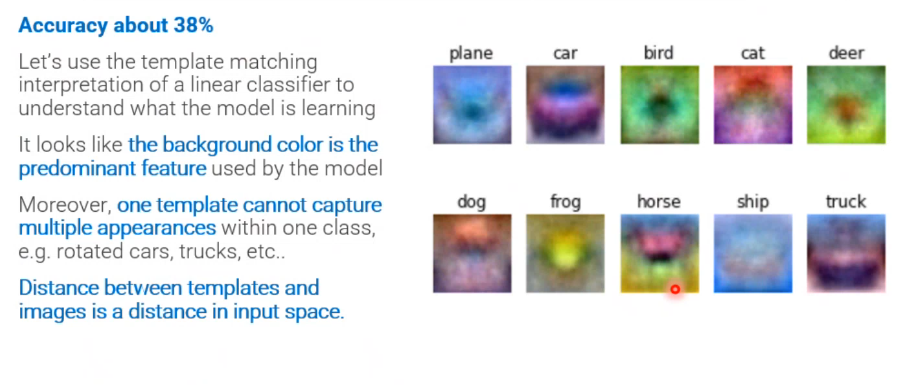 Accuracy about 38%
Let's use the template matching
interpretation of a linear classifier to
understand what the model is learning
It looks like the background color is the
predominant feature used by the model
Moreover, one template cannot capture
multiple appearances within one class,
e.g. rotated cars, trucks, etc..
Distance between templates and
images is a distance in input space.
plane car bird cat deer
dog frog horse ship truck